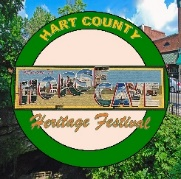 HART COUNTY
HORSE CAVE
Heritage Festival